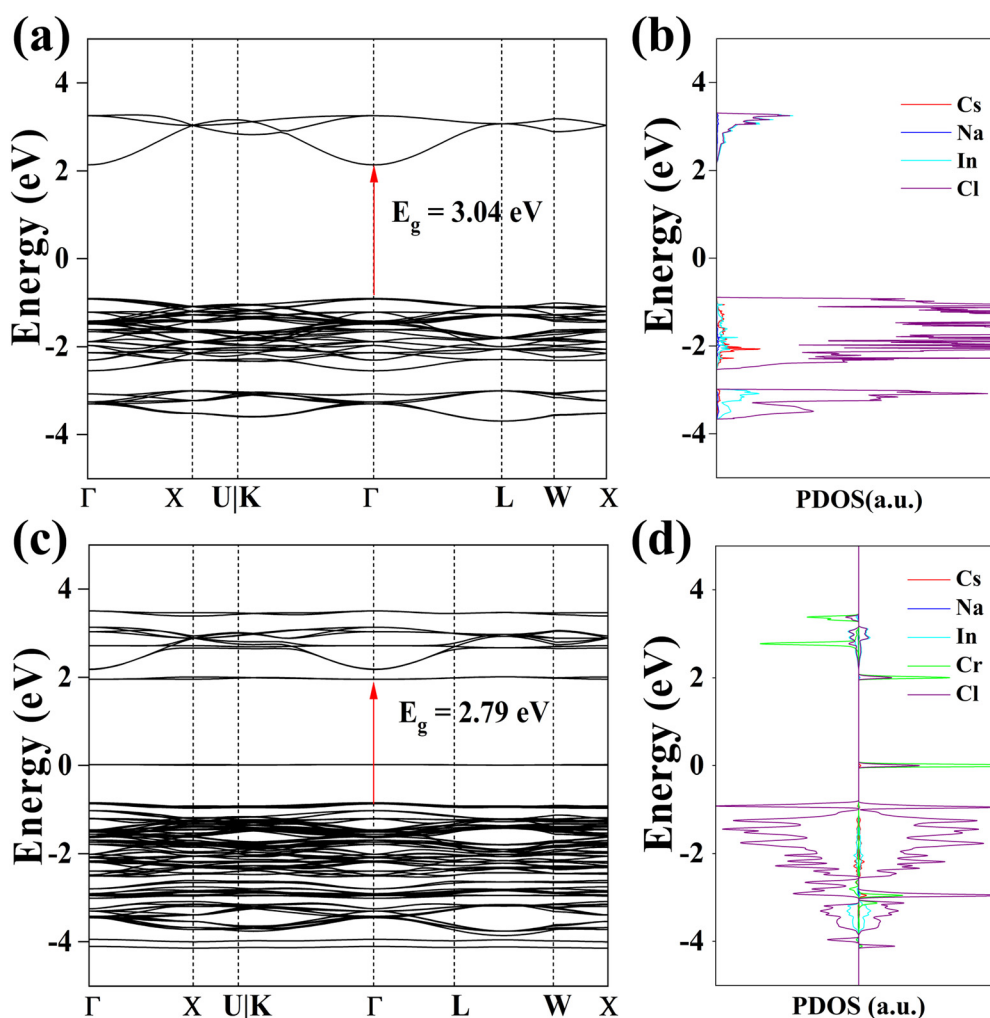 (a)
Energy (eV)
4
2
0
-2
-4
E_g = 3.04 eV
Γ X U|K Γ L W X
(b)
Energy (eV)
4
2
0
-2
-4
Cs
Na
In
Cl
PDOS(a.u.)
(c)
Energy (eV)
4
2
0
-2
-4
E_g = 2.79 eV
Γ X U|K Γ L W X
(d)
Energy (eV)
4
2
0
-2
-4
Cs
Na
In
Cr
Cl
PDOS (a.u.)